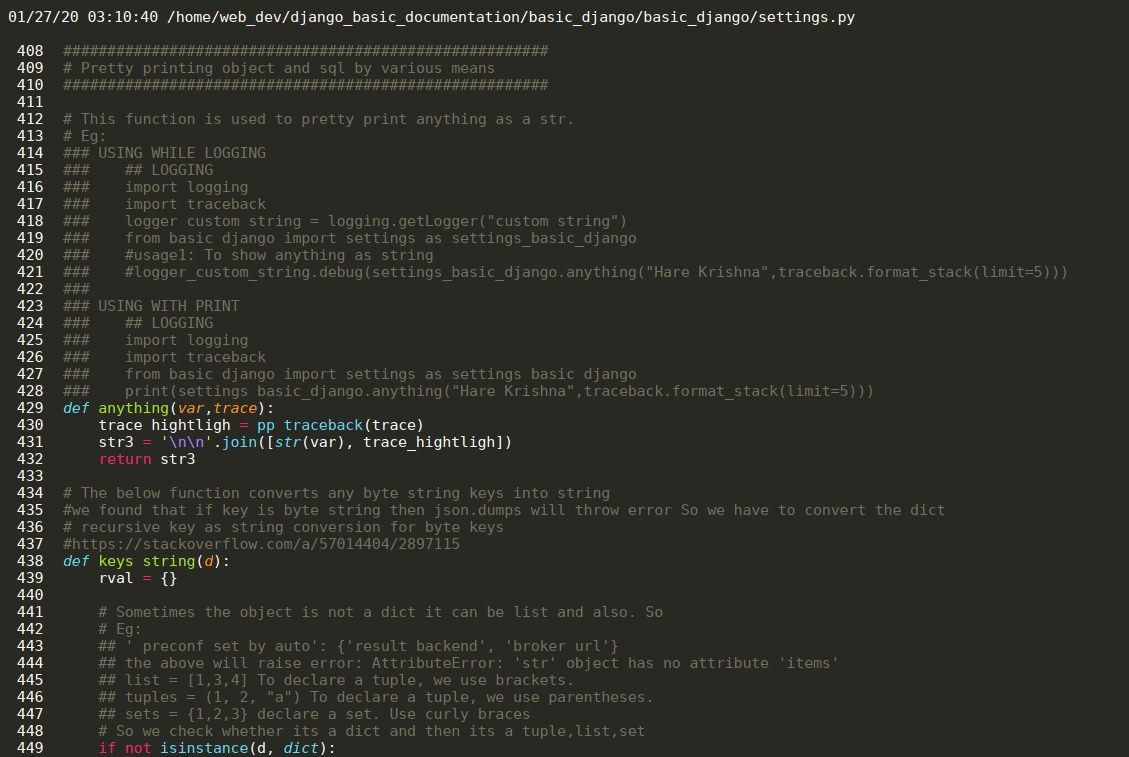 01/27/20 03:10:40 /home/web_dev/django_basic_documentation/basic_django/basic_django/settings.py
408 #######################################################
409 # Pretty printing object and sql by various means
410 #######################################################
411
412 # This function is used to pretty print anything as a str.
413 # Eg:
414 ### USING WHILE LOGGING
415 ###    ## LOGGING
416 ###    import logging
417 ###    import traceback
418 ###    logger custom string = logging.getLogger("custom string")
419 ###    from basic django import settings as settings_basic_django
420 ###    #usage1: To show anything as string
421 ###    #logger_custom_string.debug(settings_basic_django.anything("Hare Krishna",traceback.format_stack(limit=5)))
422 ###
423 ### USING WITH PRINT
424 ###    ## LOGGING
425 ###    import logging
426 ###    import traceback
427 ###    from basic django import settings as settings basic django
428 ###    print(settings basic_django.anything("Hare Krishna",traceback.format_stack(limit=5)))
429 def anything(var,trace):
430     trace hightligh = pp traceback(trace)
431     str3 = '\n\n'.join([str(var), trace_hightligh])
432     return str3
433
434 # The below function converts any byte string keys into string
435 #we found that if key is byte string then json.dumps will throw error So we have to convert the dict
436 # recursive key as string conversion for byte keys
437 #https://stackoverflow.com/a/57014404/2897115
438 def keys string(d):
439     rval = {}
440
441     # Sometimes the object is not a dict it can be list and also. So
442     # Eg:
443     ## ' preconf set by auto': {'result backend', 'broker url'}
444     ## the above will raise error: AttributeError: 'str' object has no attribute 'items'
445     ## list = [1,3,4] To declare a tuple, we use brackets.
446     ## tuples = (1, 2, "a") To declare a tuple, we use parentheses.
447     ## sets = {1,2,3} declare a set. Use curly braces
448     # So we check whether its a dict and then its a tuple,list,set
449     if not isinstance(d, dict):